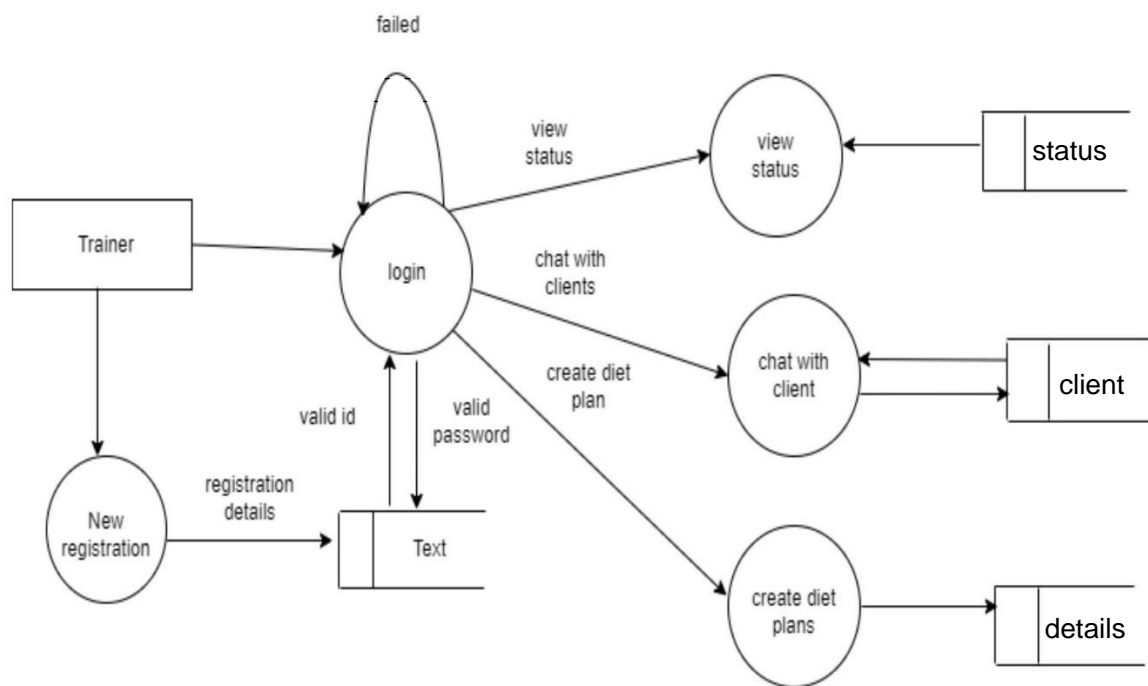 failed
view
status
view
status
status
Trainer
login
chat with
clients
chat with
client
client
create diet
plan
valid id
valid
password
registration
details
New
registration
Text
create diet
plans
details